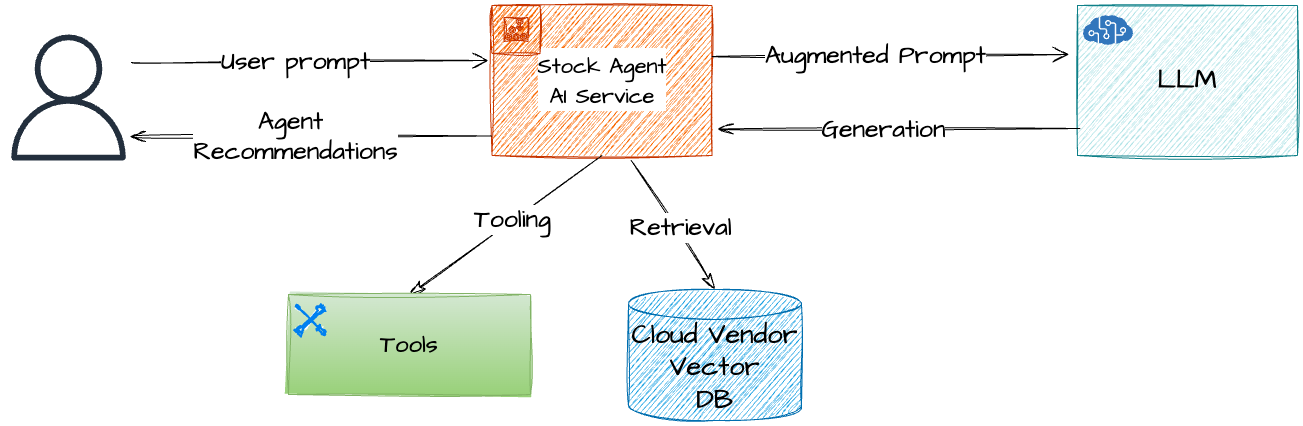 User prompt
Agent
Recommendations
Stock Agent
AI Service
Augmented Prompt
Generation
LLM
Tooling
Retrieval
Tools
Cloud Vendor
Vector
DB